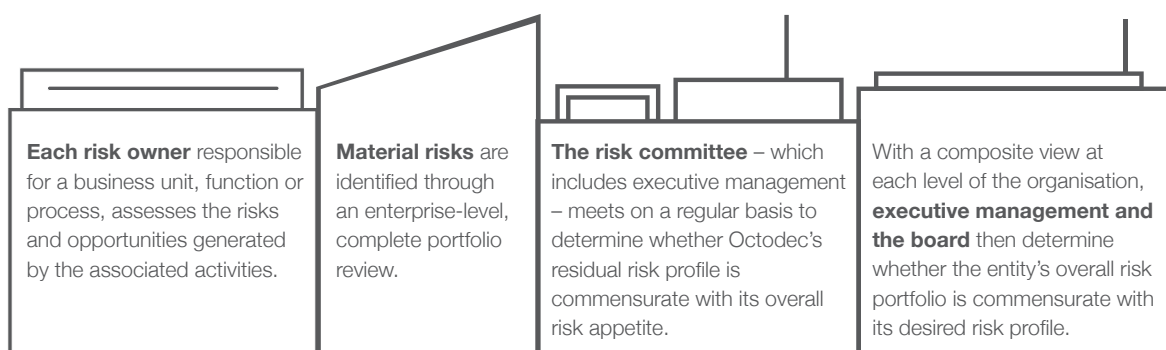 Each risk owner responsible
for a business unit, function or
process, assesses the risks
and opportunities generated
by the associated activities.
Material risks are
identified through
an enterprise-level,
complete portfolio
review.
The risk committee – which
includes executive management
– meets on a regular basis to
determine whether Octodec’s
residual risk profile is
commensurate with its overall
risk appetite.
With a composite view at
each level of the organisation,
executive management and
the board then determine
whether the entity’s overall risk
portfolio is commensurate with
its desired risk profile.